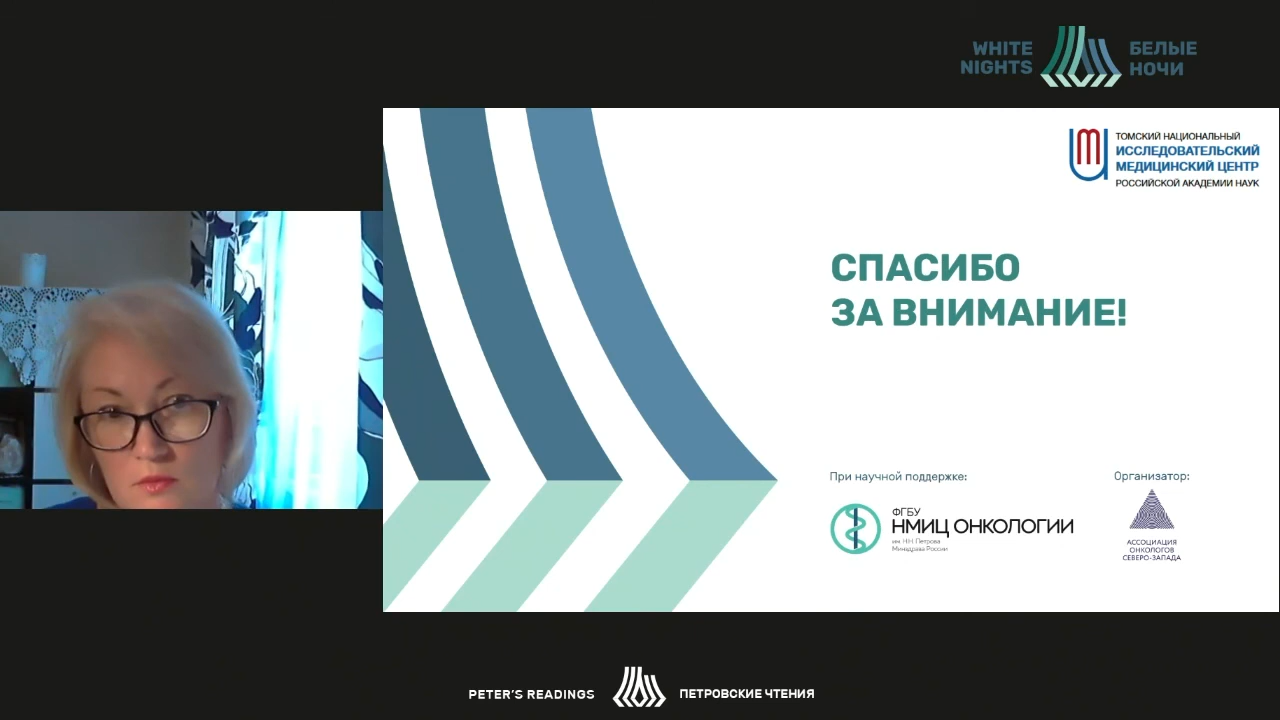 WHITE
NIGHTS
БЕЛЫЕ
НОЧИ
ТОМСКИЙ НАЦИОНАЛЬНЫЙ
ИССЛЕДОВАТЕЛЬСКИЙ
МЕДИЦИНСКИЙ ЦЕНТР
РОССИЙСКОЙ АКАДЕМИИ НАУК
СПАСИБО
ЗА ВНИМАНИЕ!
При научной поддержке:
ФГБУ
НМИЦ ОНКОЛОГИИ
им. Н.Н. Петрова
Минздрава России
Организатор:
АССОЦИАЦИЯ
ОНКОЛОГОВ
СЕВЕРО-ЗАПАДА
PETER'S READINGS
ПЕТРОВСКИЕ ЧТЕНИЯ